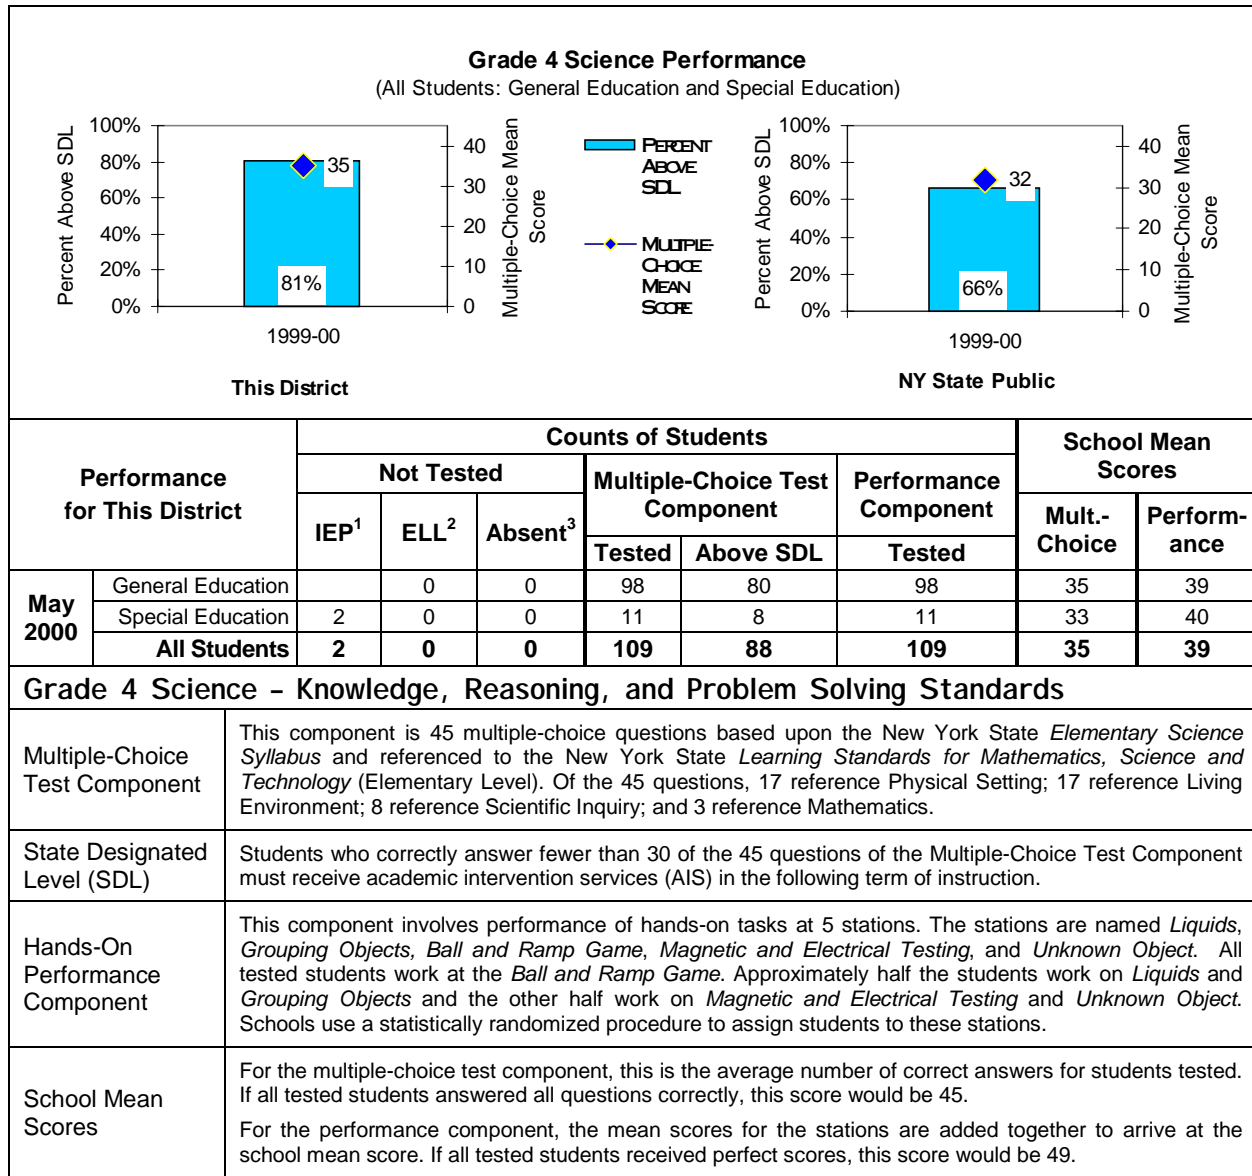 Grade 4 Science Performance
(All Students: General Education and Special Education)
Percent Above SDL
100%
80%
60%
40%
20%
0%
35
81%
1999-00
40
30
20
10
0
Multiple-Choice Mean
Score
This District
PERCENT
ABOVE
SDL
MULTIPLE-
CHOICE
MEAN
SCORE
Percent Above SDL
100%
80%
60%
40%
20%
0%
32
66%
1999-00
40
30
20
10
0
Multiple-Choice Mean
Score
NY State Public
Performance
for This District
Counts of Students
School Mean
Scores
Not Tested
Multiple-Choice Test
Component
Performance
Component
IEP1 ELL2 Absent3
Tested Above SDL Tested
Mult.-
Choice
Perform-
ance
May
2000
General Education 0 0 98 80 98 35 39
Special Education 2 0 0 11 8 11 33 40
All Students 2 0 0 109 88 109 35 39
Grade 4 Science – Knowledge, Reasoning, and Problem Solving Standards
Multiple-Choice
Test Component
This component is 45 multiple-choice questions based upon the New York State Elementary Science
Syllabus and referenced to the New York State Learning Standards for Mathematics, Science and
Technology (Elementary Level). Of the 45 questions, 17 reference Physical Setting; 17 reference Living
Environment; 8 reference Scientific Inquiry; and 3 reference Mathematics.
State Designated
Level (SDL)
Students who correctly answer fewer than 30 of the 45 questions of the Multiple-Choice Test Component
must receive academic intervention services (AIS) in the following term of instruction.
Hands-On
Performance
Component
This component involves performance of hands-on tasks at 5 stations. The stations are named Liquids,
Grouping Objects, Ball and Ramp Game, Magnetic and Electrical Testing, and Unknown Object. All
tested students work at the Ball and Ramp Game. Approximately half the students work on Liquids and
Grouping Objects and the other half work on Magnetic and Electrical Testing and Unknown Object.
Schools use a statistically randomized procedure to assign students to these stations.
School Mean
Scores
For the multiple-choice test component, this is the average number of correct answers for students tested.
If all tested students answered all questions correctly, this score would be 45.
For the performance component, the mean scores for the stations are added together to arrive at the
school mean score. If all tested students received perfect scores, this score would be 49.